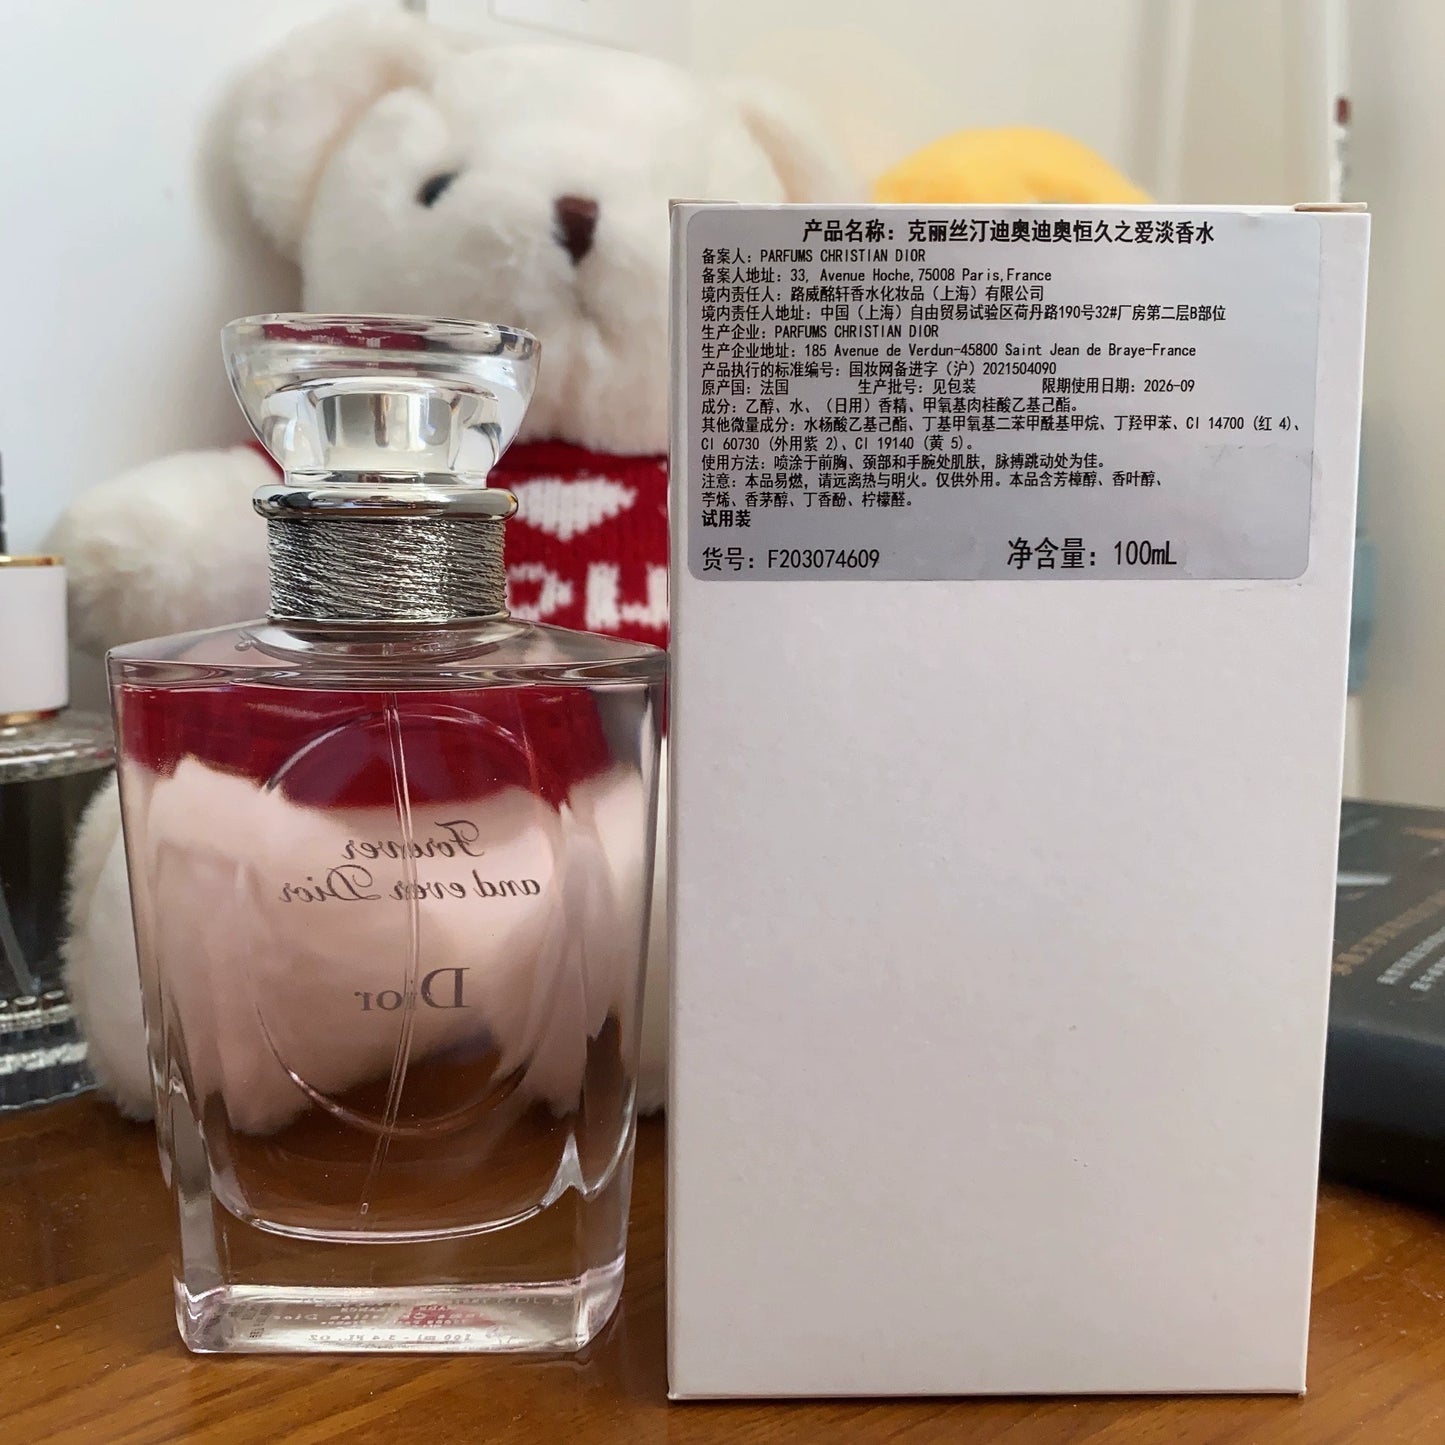 产品名称：克丽丝汀迪奥迪奥恒久之爱淡香水
备案人：PARFUMS CHRISTIAN DIOR
备案人地址：33, Avenue Hoche,75008 Paris,France
境内责任人：路威酩轩香水化妆品（上海）有限公司
境内责任人地址：中国（上海）自由贸易试验区荷丹路190号32#厂房第二层B部位
生产企业：PARFUMS CHRISTIAN DIOR
生产企业地址：185 Avenue de Verdun-45800 Saint Jean de Braye-France
产品执行的标准编号：国妆网备进字（沪）2021504090
原产国：法国 生产批号：见包装 限期使用日期：2026-09
成分：乙醇、水、（日用）香精、甲氧基肉桂酸乙基己酯。
其他微量成分：水杨酸乙基己酯、丁基甲氧基二苯甲酰基甲烷、丁羟甲苯、CI 14700（红 4）、
CI 60730（外用紫 2）、CI 19140（黄 5）。
使用方法：喷涂于前胸、颈部和手腕处肌肤，脉搏跳动处为佳。
注意：本品易燃，请远离热与明火。仅供外用。本品含芳樟醇、香叶醇、
苧烯、香茅醇、丁香酚、柠檬醛。
试用装
货号：F203074609 净含量：100mL
Forever
and ever Dior
Dior
100 ml - 3.4 FL. OZ